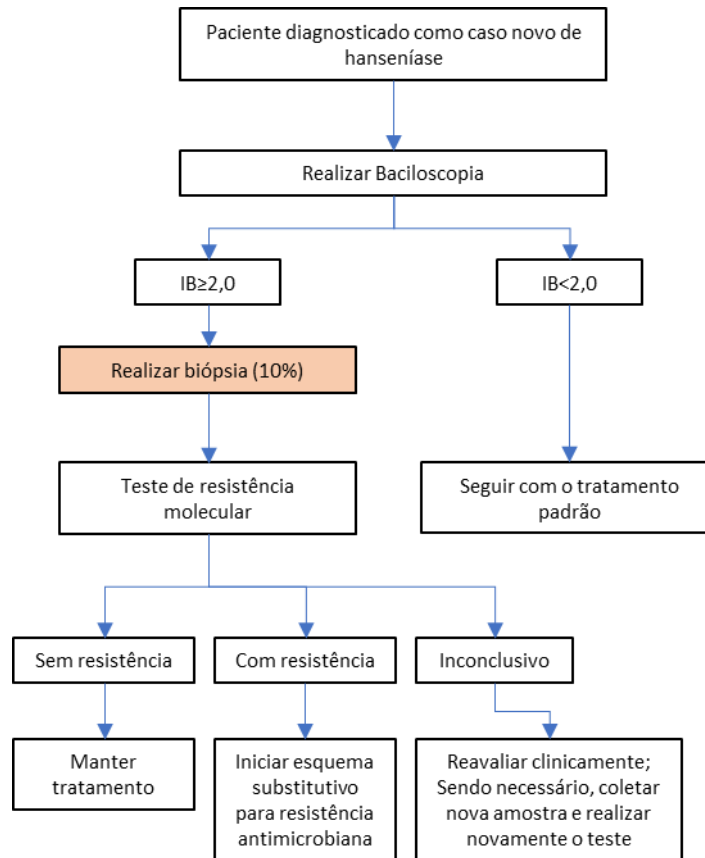 Paciente diagnosticado como caso novo de
hanseníase
Realizar Baciloscopia
IB≥2,0
IB<2,0
Realizar biópsia (10%)
Teste de resistência
molecular
Seguir com o tratamento
padrão
Sem resistência
Com resistência
Inconclusivo
Manter
tratamento
Iniciar esquema
substitutivo
para resistência
antimicrobiana
Reavaliar clinicamente;
Sendo necessário, coletar
nova amostra e realizar
novamente o teste